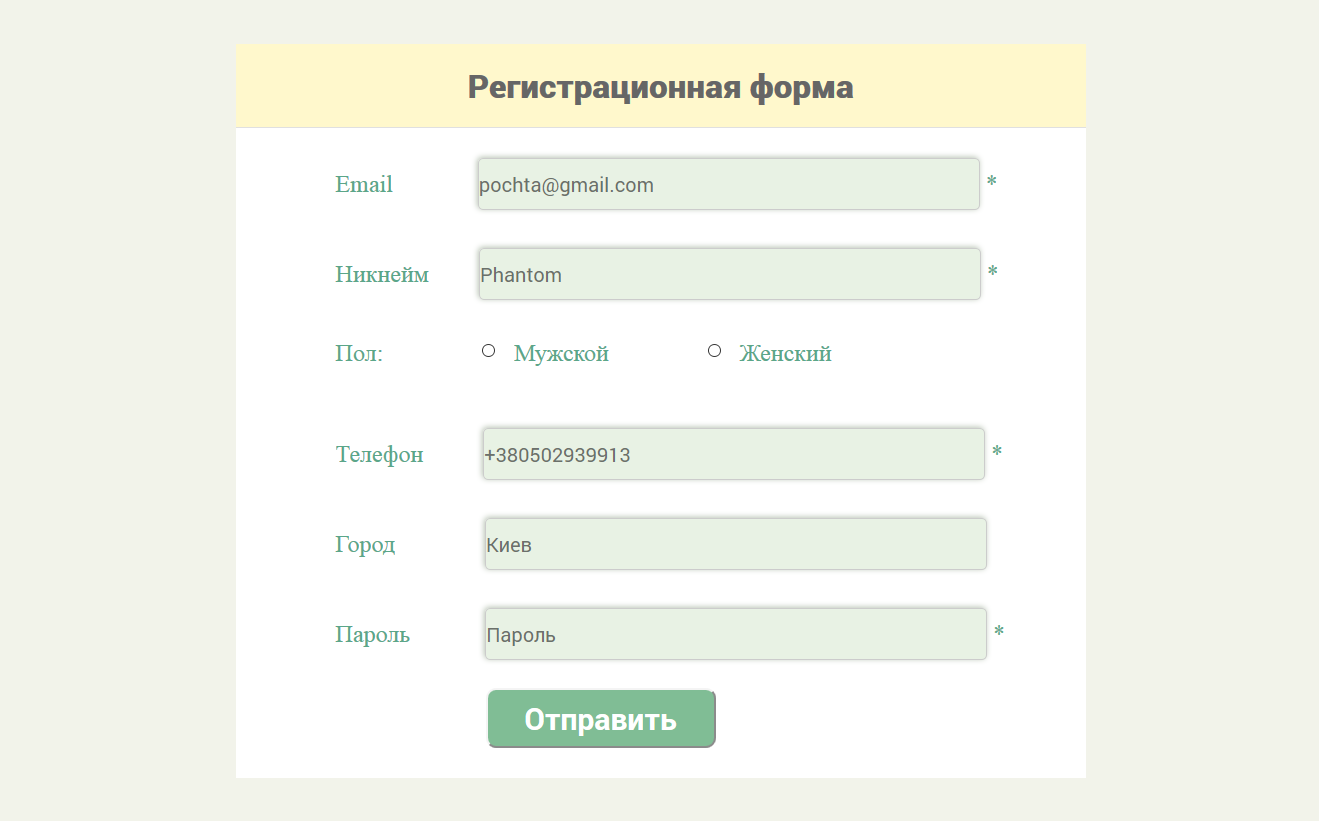 Регистрационная форма
Email pochta@gmail.com *
Никнейм Phantom *
Пол: Мужской Женский
Телефон +380502939913 *
Город Киев
Пароль Пароль *
Отправить